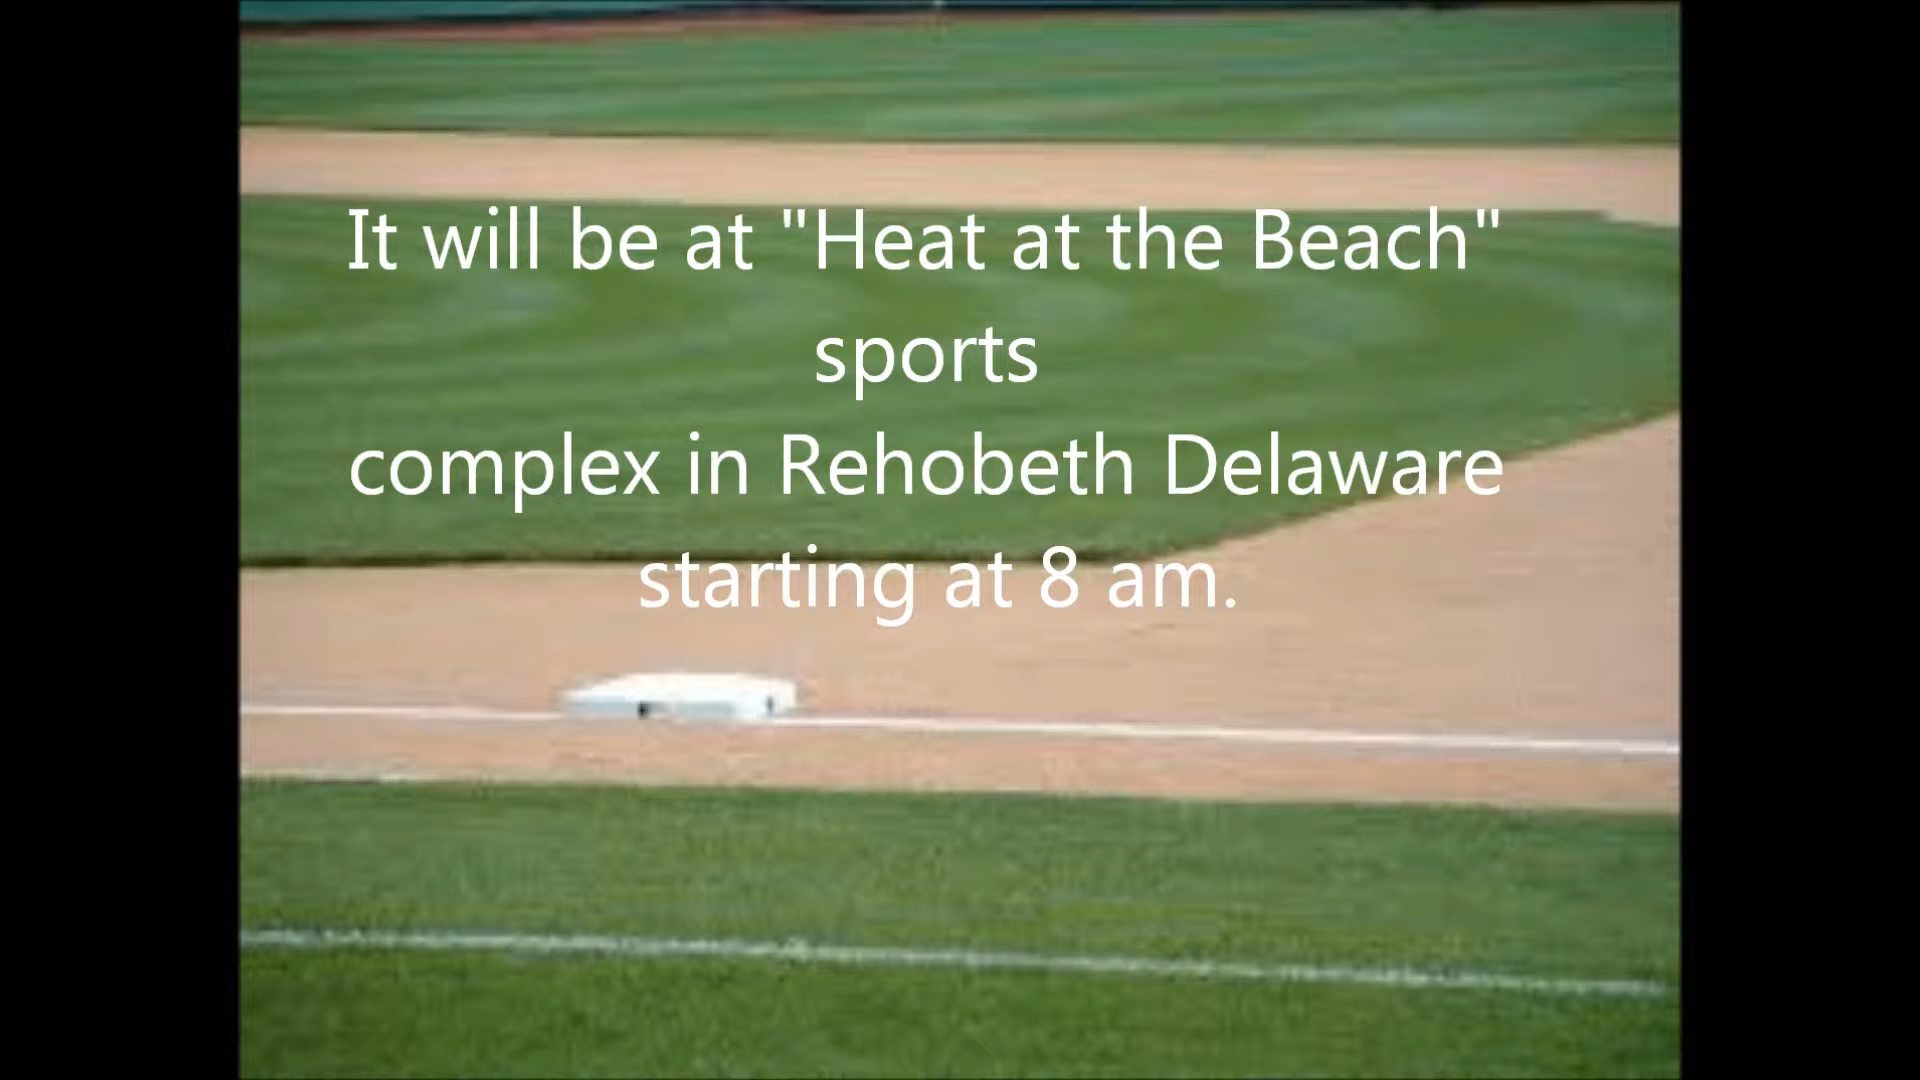 It will be at "Heat at the Beach"
sports
complex in Rehobeth Delaware
starting at 8 am.